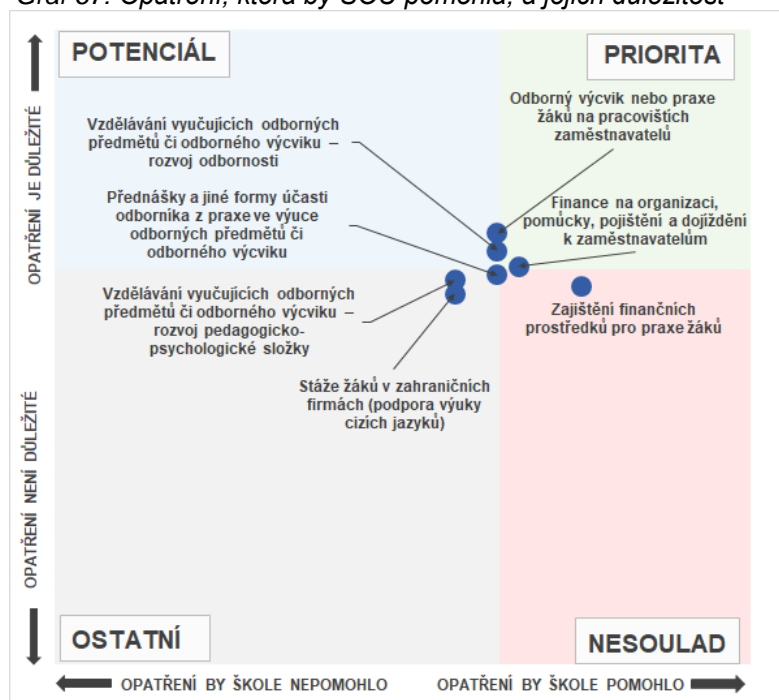 Graf 37: Opatření, která by SOŠ pomohla, a jejich důležitost
POTENCIÁL
PRIORITA
Odborný výcvik nebo praxe
žáků na pracovištích
zaměstnavatelů
Vzdělávání vyučujících odborných
předmětů či odborného výcviku –
rozvoj odbornosti
Přednášky a jiné formy účasti
odborníka z praxe ve výuce
odborných předmětů či
odborného výcviku
Finance na organizaci,
pomůcky, pojištění a dojíždění
k zaměstnavatelům
Vzdělávání vyučujících odborných
předmětů či odborného výcviku –
rozvoj pedagogicko-
psychologické složky
Zajištění finančních
prostředků pro praxe žáků
Stáže žáků v zahraničních
firmách (podpora výuky
cizích jazyků)
OPATŘENÍ JE DŮLEŽITÉ
OPATŘENÍ NENÍ DŮLEŽITÉ
OSTATNÍ
NESOULAD
OPATŘENÍ BY ŠKOLE NEPOMOHLO
OPATŘENÍ BY ŠKOLE POMOHLO